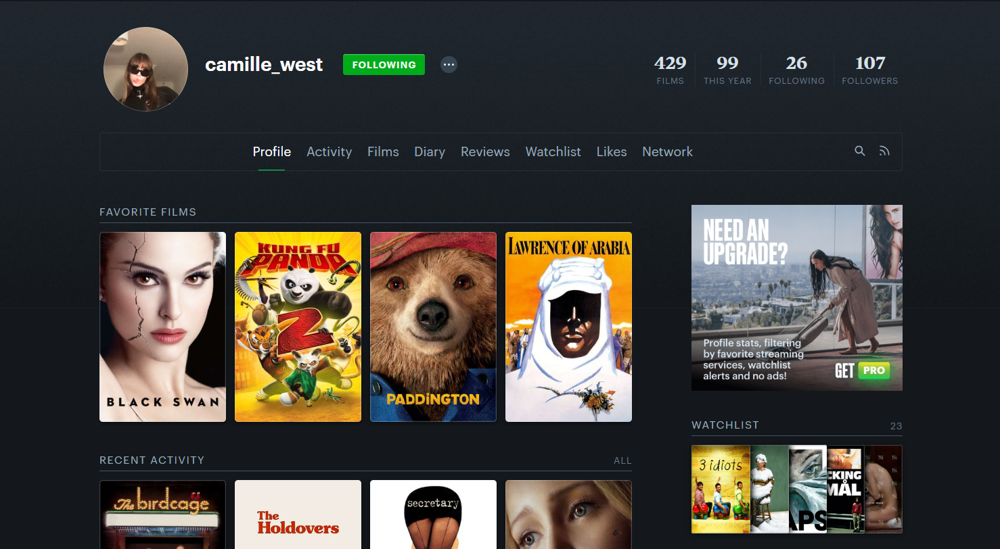 camille_west
FOLLOWING
429
FILMS
99
THIS YEAR
26
FOLLOWING
107
FOLLOWERS
Profile Activity Films Diary Reviews Watchlist Likes Network
FAVORITE FILMS
BLACK SWAN
KUNG FU
PANDA
2
PADDiNGTON
LAWRENCE OF ARABIA
NEED AN
UPGRADE?
Profile stats, filtering
by favorite streaming
services, watchlist
alerts and no ads!
GET PRO
WATCHLIST 23
3 idiots
CKING
MÅL
APS
RECENT ACTIVITY ALL
The birdcage
The
Holdovers
secretary